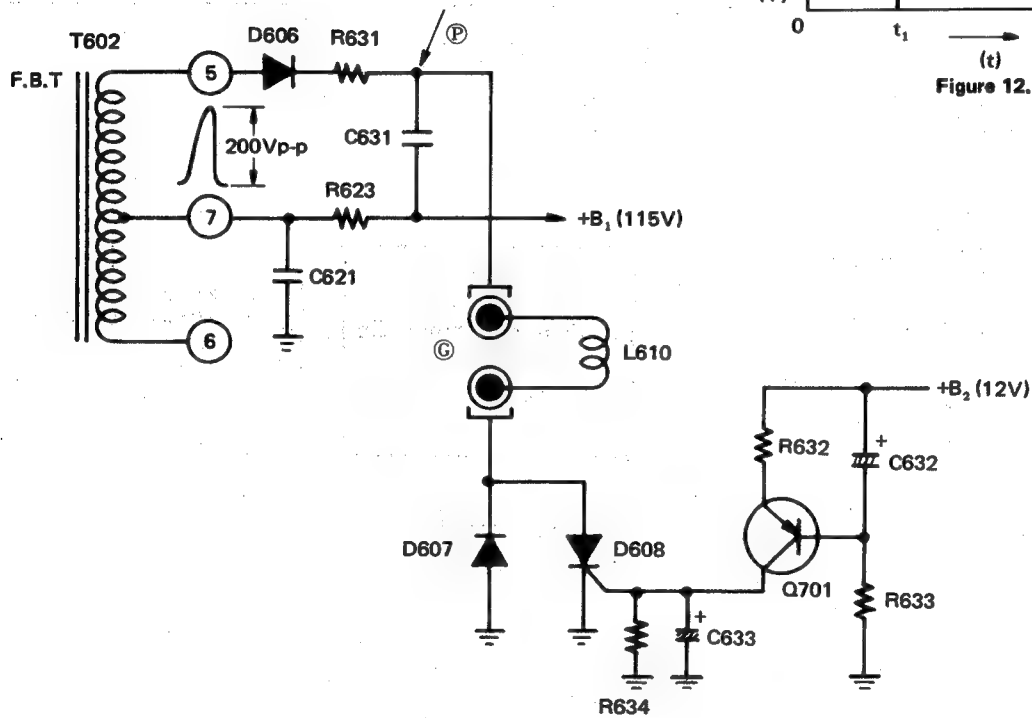 0
t₁
(t)
Figure 12.
T602
F.B.T
5
D606
R631
Ⓟ
200Vp-p
C631
R623
7
+B₁ (115V)
C621
6
Ⓖ
L610
+B₂ (12V)
R632
C632
+
D607
D608
Q701
R633
C633
+
R634